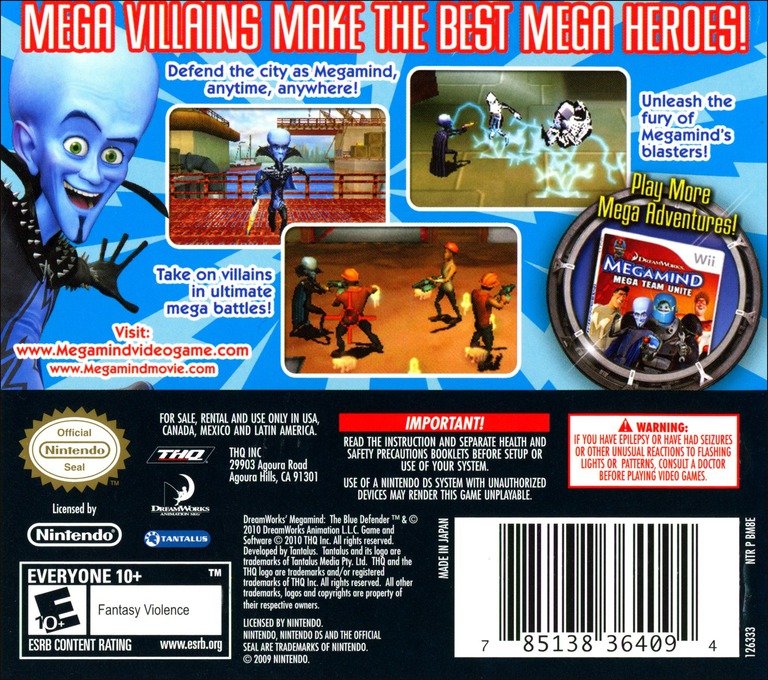 MEGA VILLAINS MAKE THE BEST MEGA HEROES!
Defend the city as Megamind,
anytime, anywhere!
Unleash the
fury of
Megamind's
blasters!
Play More
Mega Adventures!
Wii
DREAMWORKS
MEGAMIND
MEGA TEAM UNITE
Take on villains
in ultimate
mega battles!
Visit:
www.Megamindvideogame.com
www.Megamindmovie.com
Official
Nintendo
Seal
TM
Licensed by
Nintendo®
FOR SALE, RENTAL AND USE ONLY IN USA,
CANADA, MEXICO AND LATIN AMERICA.
THQ
THQ INC
29903 Agoura Road
Agoura Hills, CA 91301
DREAMWORKS
ANIMATION SKG
TANTALUS
IMPORTANT!
READ THE INSTRUCTION AND SEPARATE HEALTH AND
SAFETY PRECAUTIONS BOOKLETS BEFORE SETUP OR
USE OF YOUR SYSTEM.
USE OF A NINTENDO DS SYSTEM WITH UNAUTHORIZED
DEVICES MAY RENDER THIS GAME UNPLAYABLE.
WARNING:
IF YOU HAVE EPILEPSY OR HAVE HAD SEIZURES
OR OTHER UNUSUAL REACTIONS TO FLASHING
LIGHTS OR PATTERNS, CONSULT A DOCTOR
BEFORE PLAYING VIDEO GAMES.
DreamWorks' Megamind: The Blue Defender ™ & ©
2010 DreamWorks Animation L.L.C. Game and
Software © 2010 THQ Inc. All rights reserved.
Developed by Tantalus. Tantalus and its logo are
trademarks of Tantalus Media Pty. Ltd. THQ and the
THQ logo are trademarks and/or registered
trademarks of THQ Inc. All rights reserved. All other
trademarks, logos and copyrights are property of
their respective owners.
LICENSED BY NINTENDO.
NINTENDO, NINTENDO DS AND THE OFFICIAL
SEAL ARE TRADEMARKS OF NINTENDO.
© 2009 NINTENDO.
EVERYONE 10+
TM
E
10+
Fantasy Violence
ESRB CONTENT RATING
www.esrb.org
MADE IN JAPAN
7 85138 36409 4
126333
NTR P BM8E